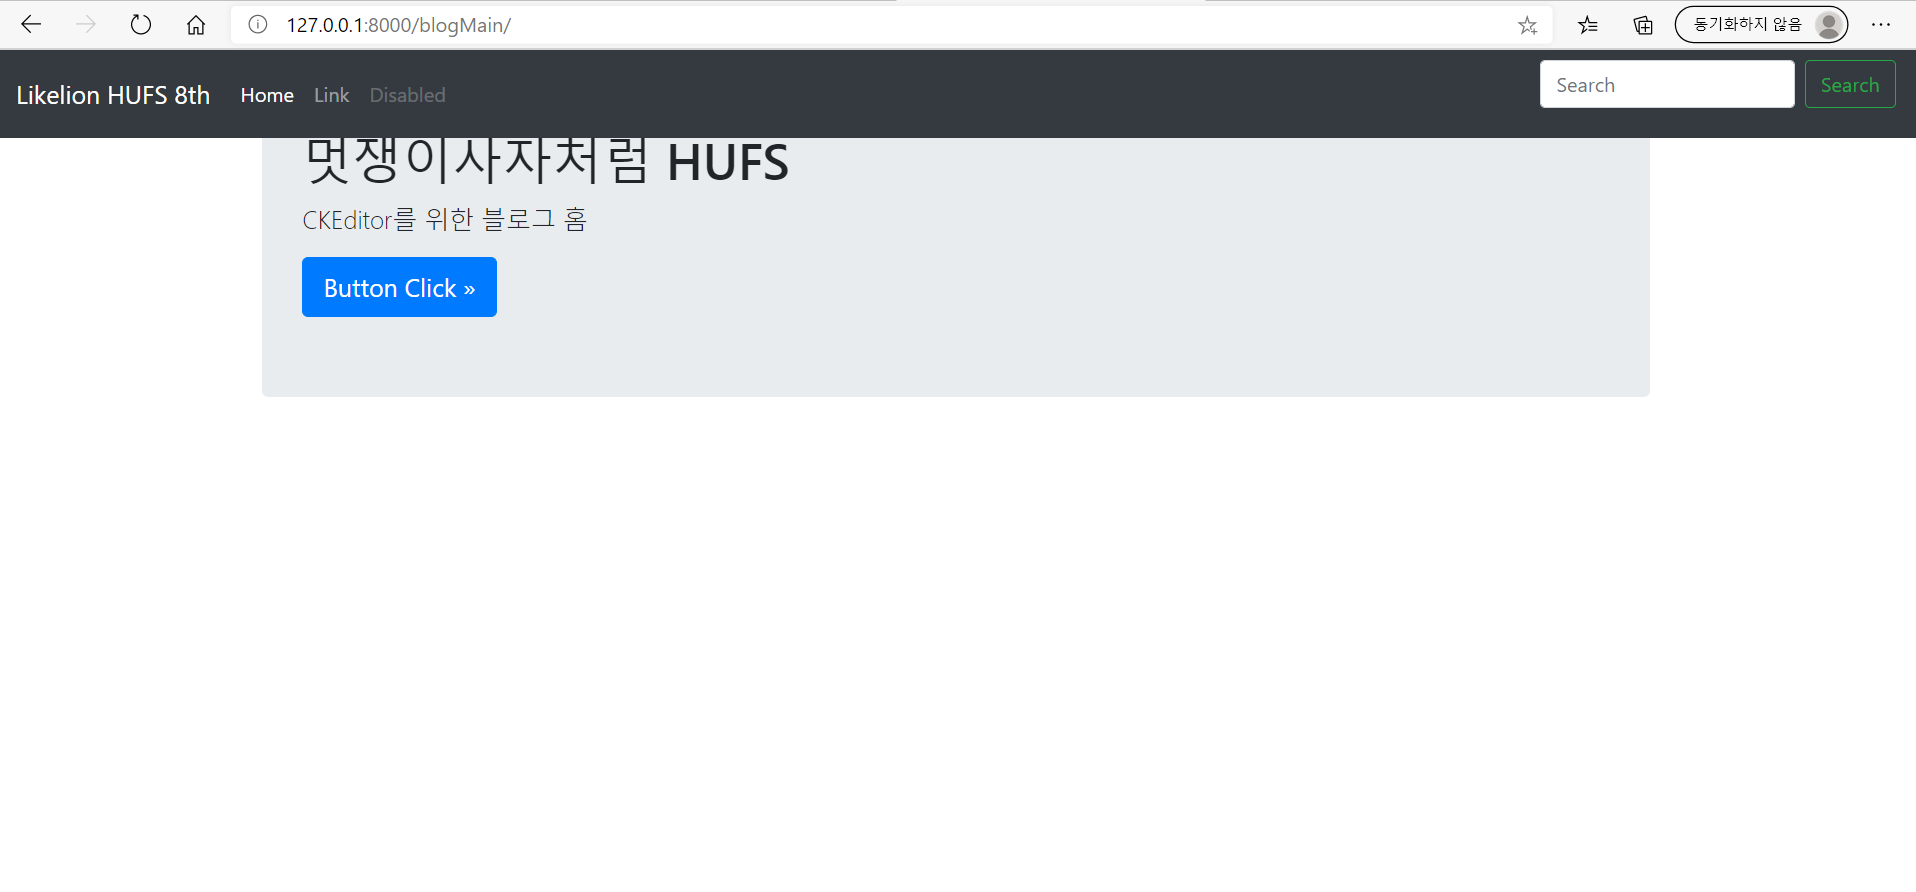 127.0.0.1:8000/blogMain/
동기화하지 않음
Likelion HUFS 8th Home Link Disabled Search Search
멋쟁이사자처럼 HUFS
CKEditor를 위한 블로그 홈
Button Click »